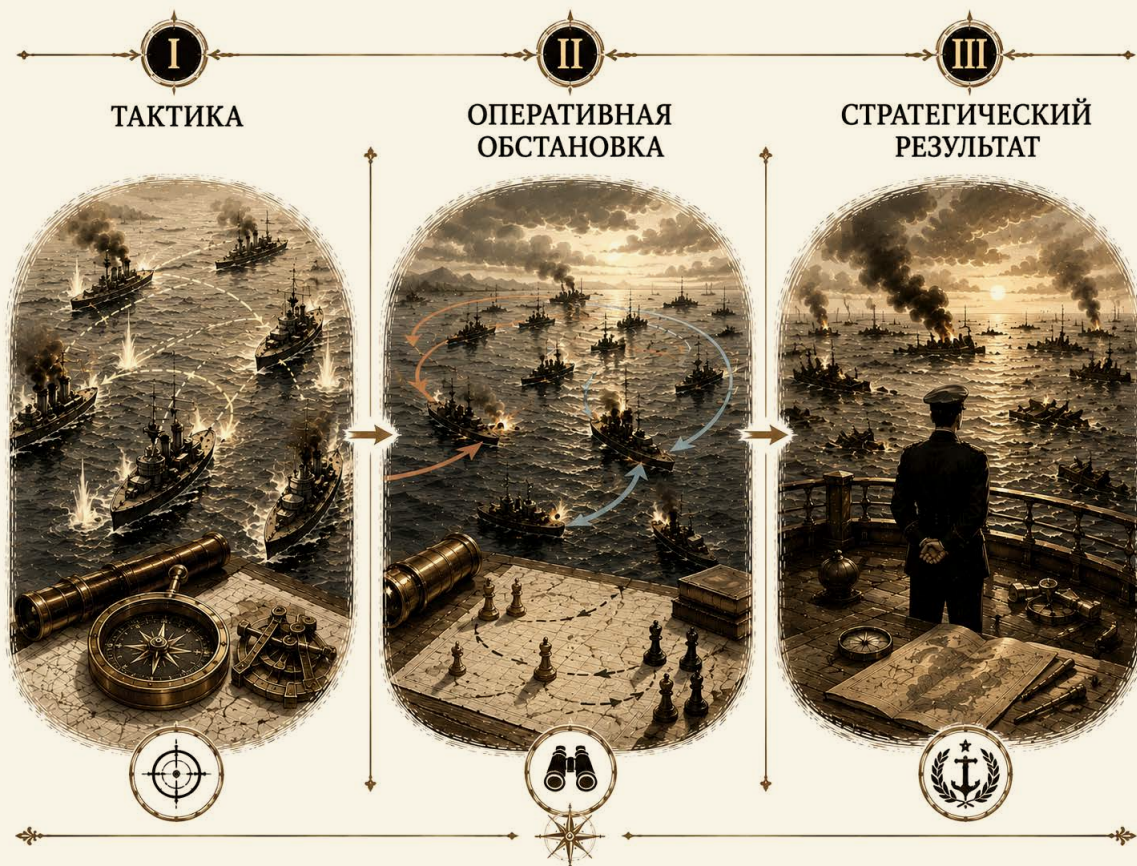 I
II
III
ТАКТИКА
ОПЕРАТИВНАЯ
ОБСТАНОВКА
СТРАТЕГИЧЕСКИЙ
РЕЗУЛЬТАТ